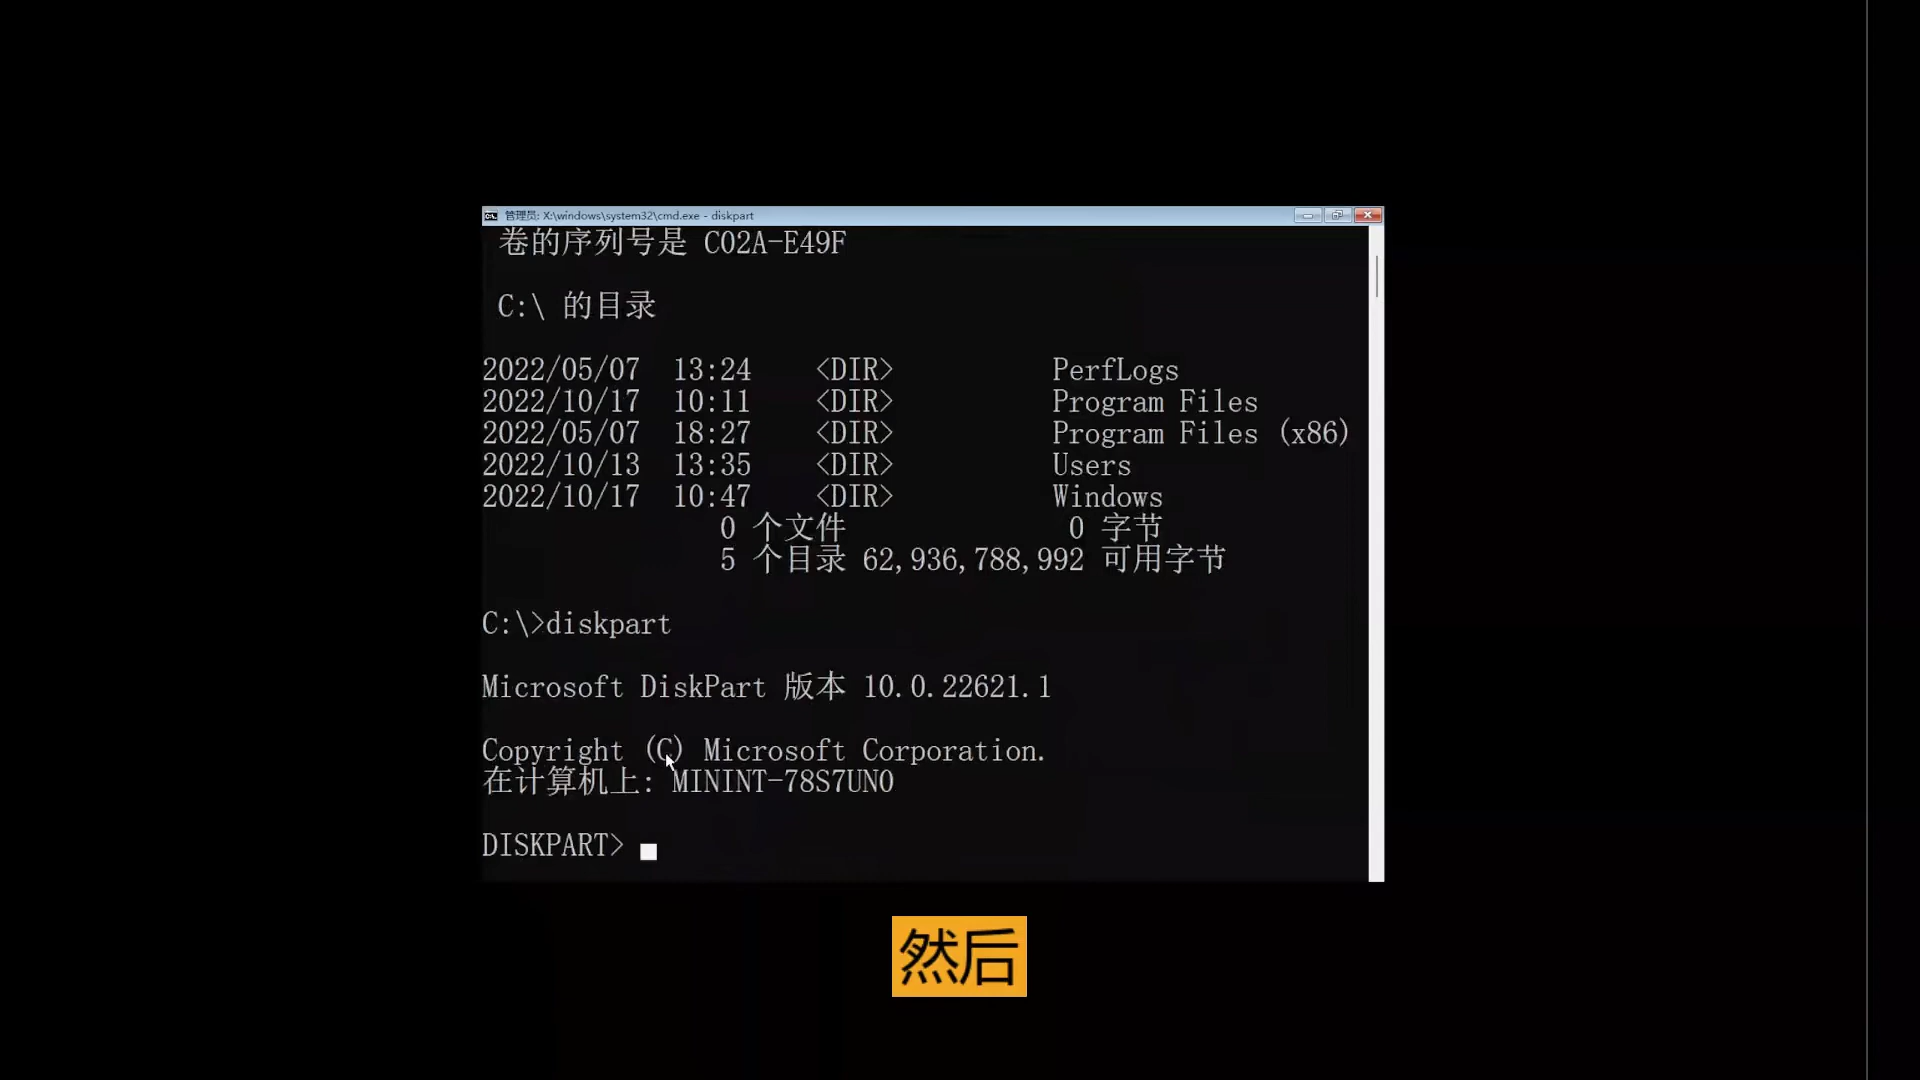 管理员: X:\windows\system32\cmd.exe - diskpart
卷的序列号是 C02A-E49F
C:\ 的目录
2022/05/07  13:24    <DIR>          PerfLogs
2022/10/17  10:11    <DIR>          Program Files
2022/05/07  18:27    <DIR>          Program Files (x86)
2022/10/13  13:35    <DIR>          Users
2022/10/17  10:47    <DIR>          Windows
0 个文件              0 字节
5 个目录 62,936,788,992 可用字节
C:\>diskpart
Microsoft DiskPart 版本 10.0.22621.1
Copyright (C) Microsoft Corporation.
在计算机上: MININT-78S7UNO
DISKPART>
然后